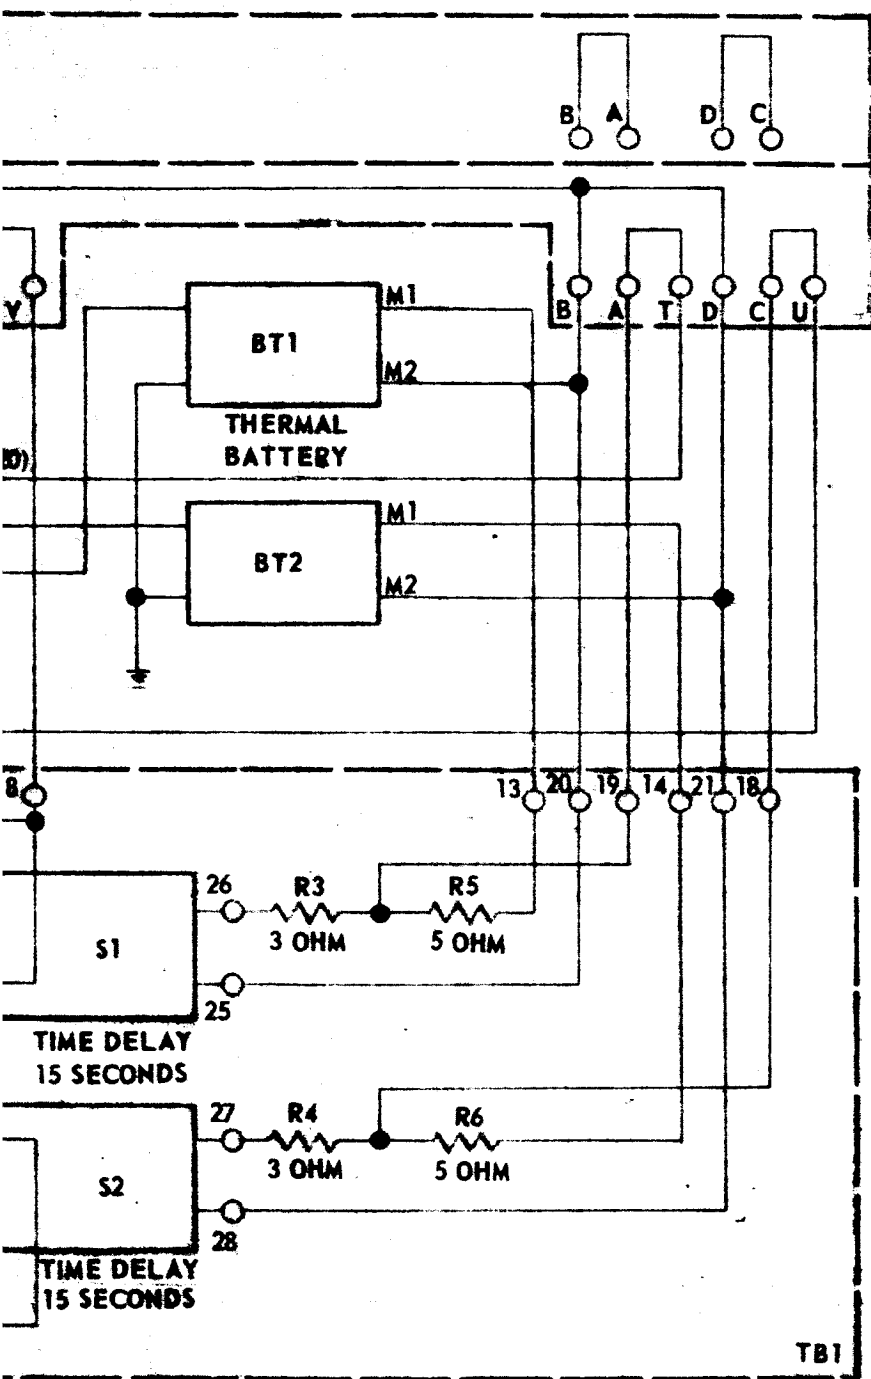 B A D C
Y
B A T D C U
M1
BT1
M2
THERMAL
BATTERY
M1
BT2
M2
8
13 20 19 14 21 18
26
R3
R5
3 OHM
5 OHM
S1
25
TIME DELAY
15 SECONDS
27
R4
R6
3 OHM
5 OHM
S2
28
TIME DELAY
15 SECONDS
TB1